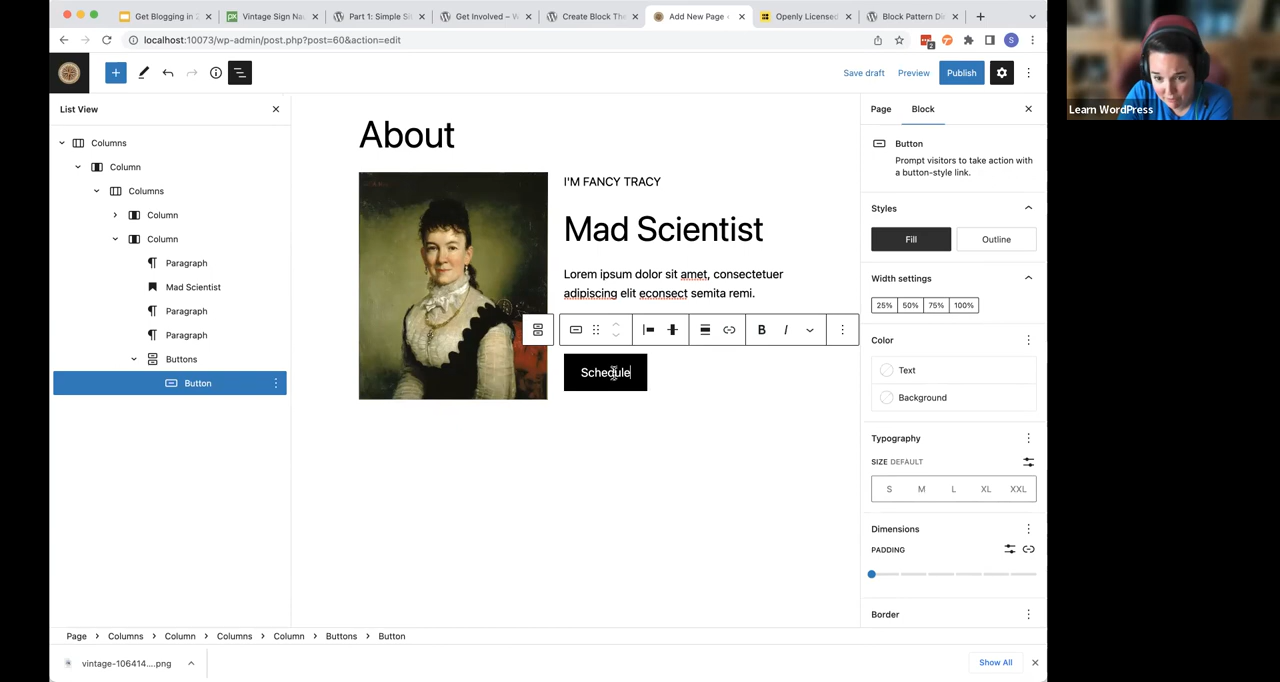 Get Blogging in 2
Vintage Sign Nau
Part 1: Simple Si
Get Involved – W
Create Block The
Add New Page ‹
Openly Licensed
Block Pattern Di
localhost:10073/wp-admin/post.php?post=60&action=edit
2
S
Learn WordPress
Save draft
Preview
Publish
List View
Columns
Column
Columns
Column
Column
Paragraph
Mad Scientist
Paragraph
Paragraph
Buttons
Button
About
I'M FANCY TRACY
Mad Scientist
Lorem ipsum dolor sit amet, consectetuer
adipiscing elit econsect semita remi.
B I
Schedule
Page Block
Button
Prompt visitors to take action with
a button-style link.
Styles
Fill
Outline
Width settings
25% 50% 75% 100%
Color
Text
Background
Typography
SIZE DEFAULT
S M L XL XXL
Dimensions
PADDING
Border
Page > Columns > Column > Columns > Column > Buttons > Button
vintage-106414....png
Show All